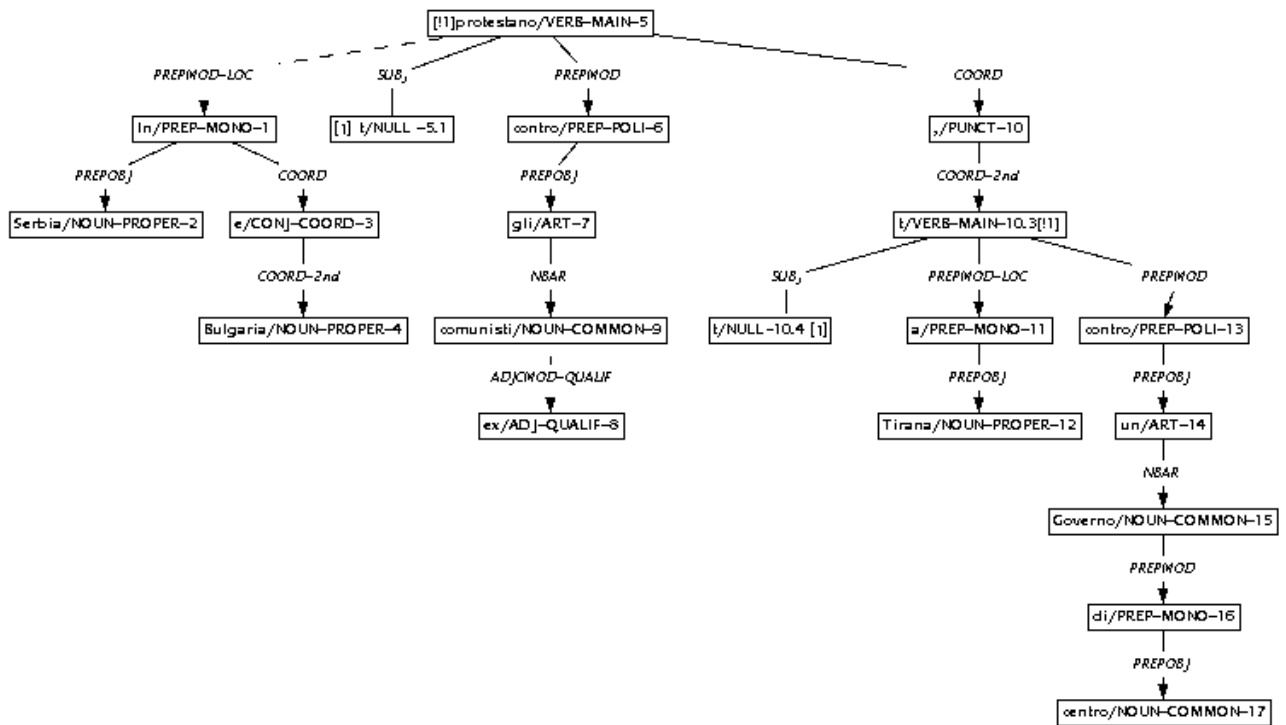 [!1]protestano/VERB-MAIN-5
PREPMOD-LOC SUBJ PREPMOD COORD
In/PREP-MONO-1 [1] t/NULL -5.1 contro/PREP-POLI-6 ,/PUNCT-10
PREPOBJ COORD PREPOBJ COORD-2nd
Serbia/NOUN-PROPER-2 e/CONJ-COORD-3 gli/ART-7 t/VERB-MAIN-10.3[!1]
COORD-2nd NBAR SUBJ PREPMOD-LOC PREPMOD
Bulgaria/NOUN-PROPER-4 comunisti/NOUN-COMMON-9 t/NULL-10.4 [1] a/PREP-MONO-11 contro/PREP-POLI-13
ADJCMOD-QUALIF PREPOBJ PREPOBJ
ex/ADJ-QUALIF-8 Tirana/NOUN-PROPER-12 un/ART-14
NBAR
Governo/NOUN-COMMON-15
PREPMOD
di/PREP-MONO-16
PREPOBJ
centro/NOUN-COMMON-17